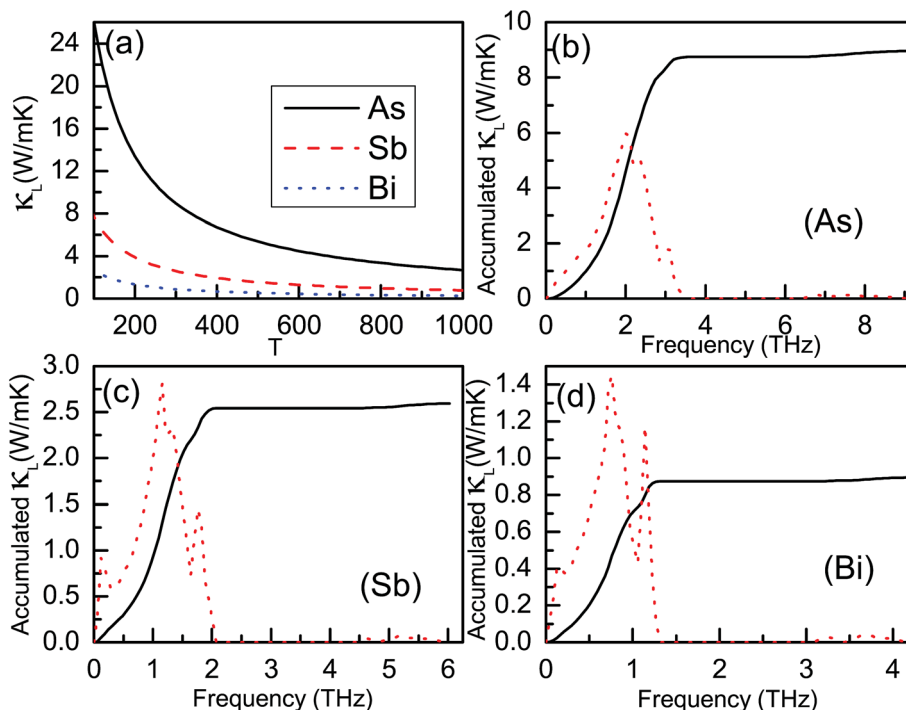 (a)
24
20
16
12
8
4
0
κL(W/mK)
200 400 600 800 1000
T
As
Sb
Bi
(b)
10
8
6
4
2
0
Accumulated κL(W/mK)
(As)
0 2 4 6 8
Frequency (THz)
(c)
3.0
2.5
2.0
1.5
1.0
0.5
0.0
Accumulated κL(W/mK)
(Sb)
0 1 2 3 4 5 6
Frequency (THz)
(d)
1.4
1.2
1.0
0.8
0.6
0.4
0.2
0.0
Accumulated κL(W/mK)
(Bi)
0 1 2 3 4
Frequency (THz)